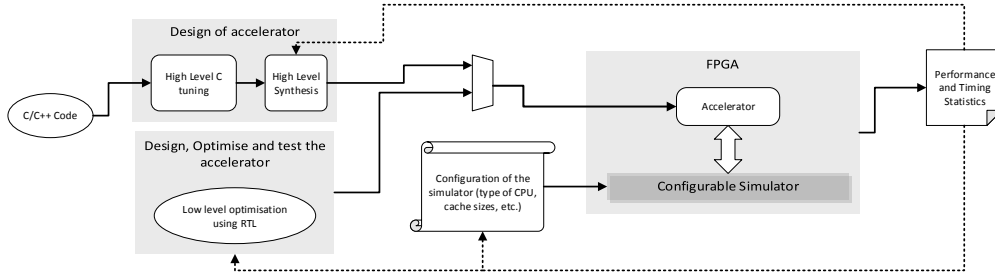 Design of accelerator
High Level C
tuning
High Level
Synthesis
C/C++ Code
Design, Optimise and test the
accelerator
Low level optimisation
using RTL
Configuration of the
simulator (type of CPU,
cache sizes, etc.)
FPGA
Accelerator
Configurable Simulator
Performance
and Timing
Statistics